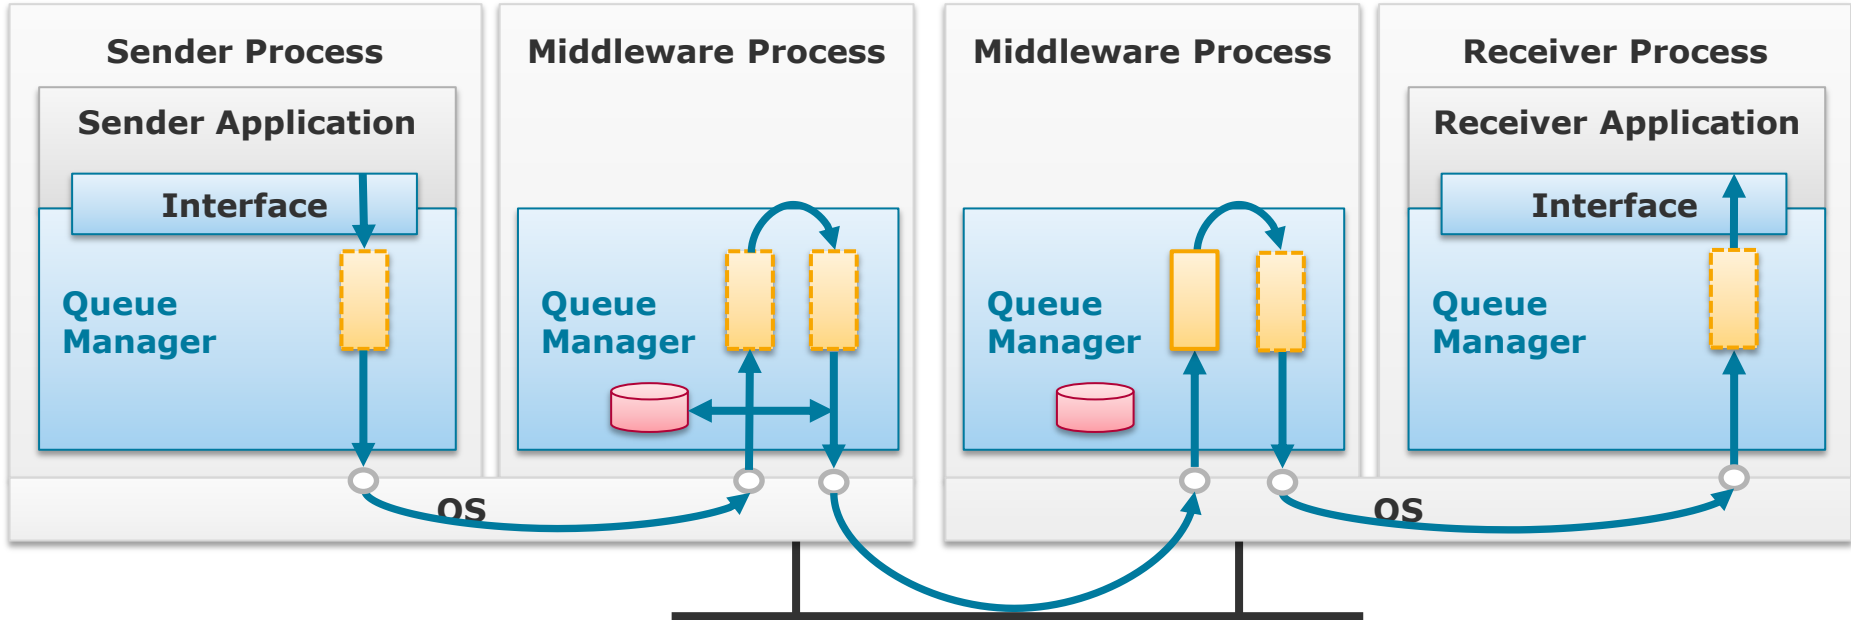 Sender Process
Middleware Process
Middleware Process
Receiver Process
Sender Application
Receiver Application
Interface
Interface
Queue
Manager
Queue
Manager
Queue
Manager
Queue
Manager
OS
OS